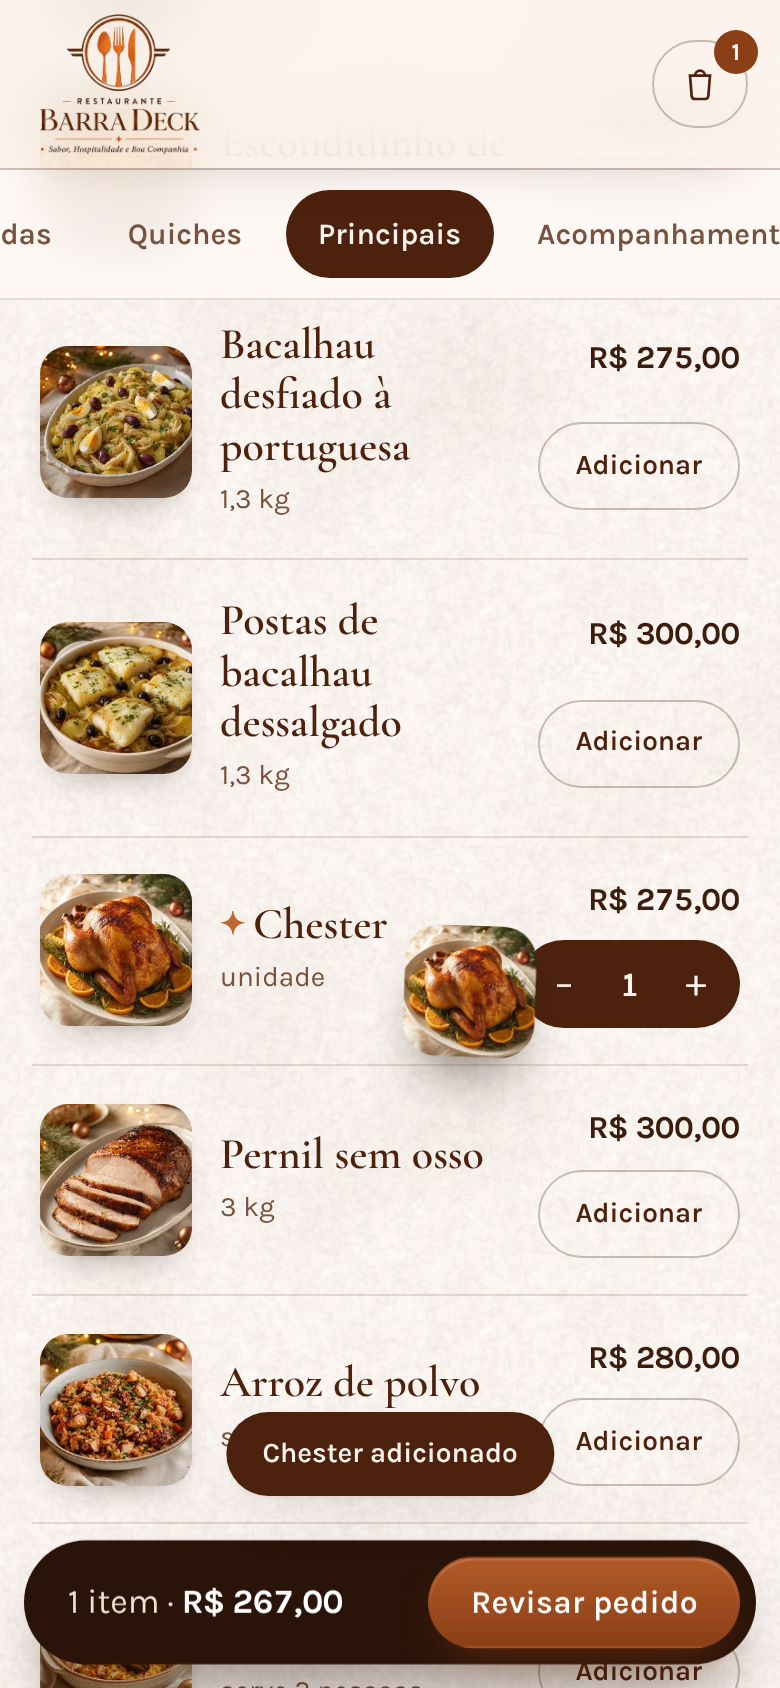 RESTAURANTE
BARRA DECK
• Sabor, Hospitalidade e Boa Companhia •
1
Escondidinho de
das Quiches Principais Acompanhament
Bacalhau
desfiado à
portuguesa
1,3 kg
R$ 275,00
Adicionar
Postas de
bacalhau
dessalgado
1,3 kg
R$ 300,00
Adicionar
Chester
unidade
R$ 275,00
− 1 +
Pernil sem osso
3 kg
R$ 300,00
Adicionar
Arroz de polvo
R$ 280,00
Adicionar
Chester adicionado
1 item · R$ 267,00
Revisar pedido
Adicionar